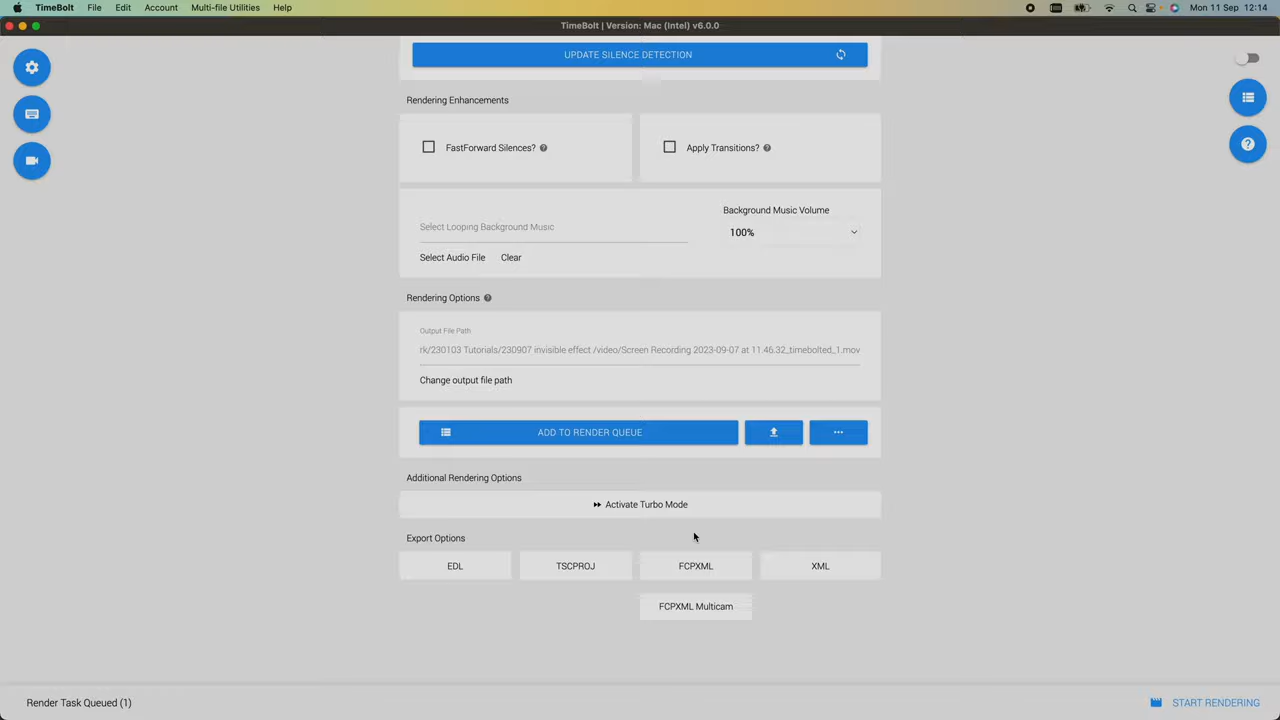 TimeBolt File Edit Account Multi-file Utilities Help Mon 11 Sep 12:14
TimeBolt | Version: Mac (Intel) v6.0.0
UPDATE SILENCE DETECTION
Rendering Enhancements
FastForward Silences?
Apply Transitions?
Background Music Volume
Select Looping Background Music
100%
Select Audio File Clear
Rendering Options
Output File Path
rk/230103 Tutorials/230907 invisible effect /video/Screen Recording 2023-09-07 at 11.46.32_timebolted_1.mov
Change output file path
ADD TO RENDER QUEUE
Additional Rendering Options
Activate Turbo Mode
Export Options
EDL TSCPROJ FCPXML XML
FCPXML Multicam
Render Task Queued (1) START RENDERING